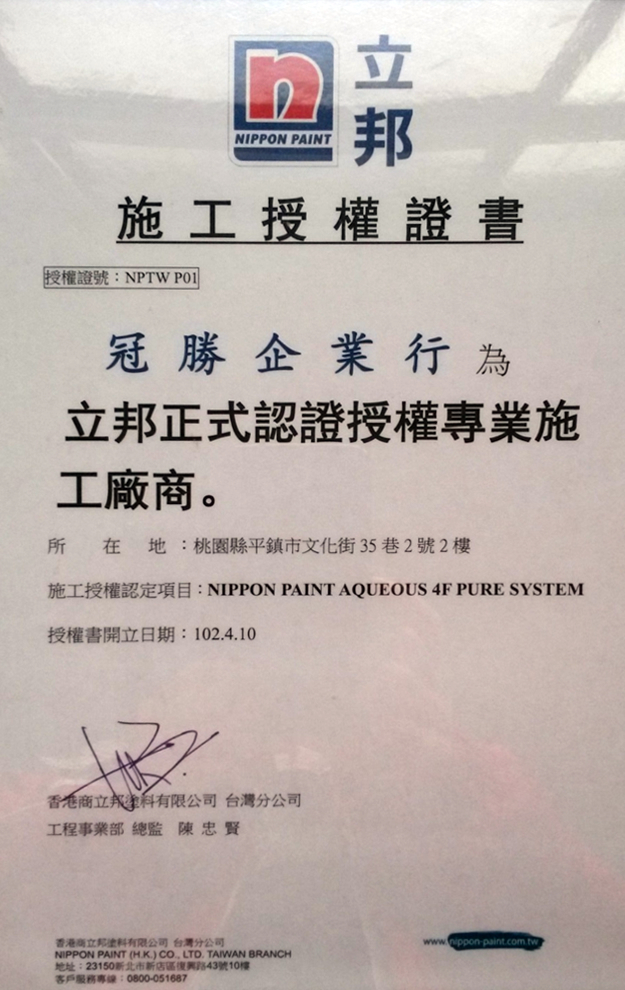 立
邦
n
NIPPON PAINT
施工授權證書
授權證號：NPTW P01
冠勝企業行 為
立邦正式認證授權專業施
工廠商。
所在地：桃園縣平鎮市文化街35巷2號2樓
施工授權認定項目：NIPPON PAINT AQUEOUS 4F PURE SYSTEM
授權書開立日期：102.4.10
香港商立邦塗料有限公司 台灣分公司
工程事業部 總監 陳忠賢
香港商立邦塗料有限公司 台灣分公司
NIPPON PAINT (H.K.) CO., LTD. TAIWAN BRANCH
地址：23150新北市新店區復興路43號10樓
客戶服務專線：0800-051687
www.nippon-paint.com.tw